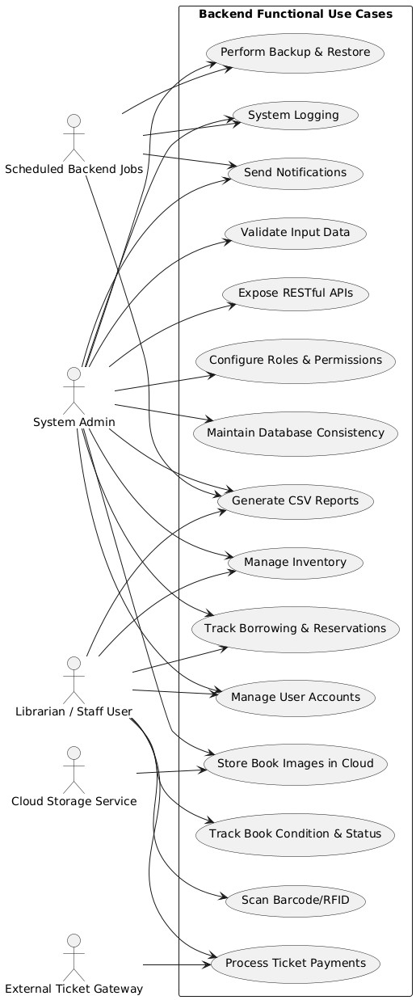 Backend Functional Use Cases
Perform Backup & Restore
System Logging
Scheduled Backend Jobs
Send Notifications
Validate Input Data
Expose RESTful APIs
Configure Roles & Permissions
System Admin
Maintain Database Consistency
Generate CSV Reports
Manage Inventory
Track Borrowing & Reservations
Manage User Accounts
Librarian / Staff User
Store Book Images in Cloud
Cloud Storage Service
Track Book Condition & Status
Scan Barcode/RFID
Process Ticket Payments
External Ticket Gateway